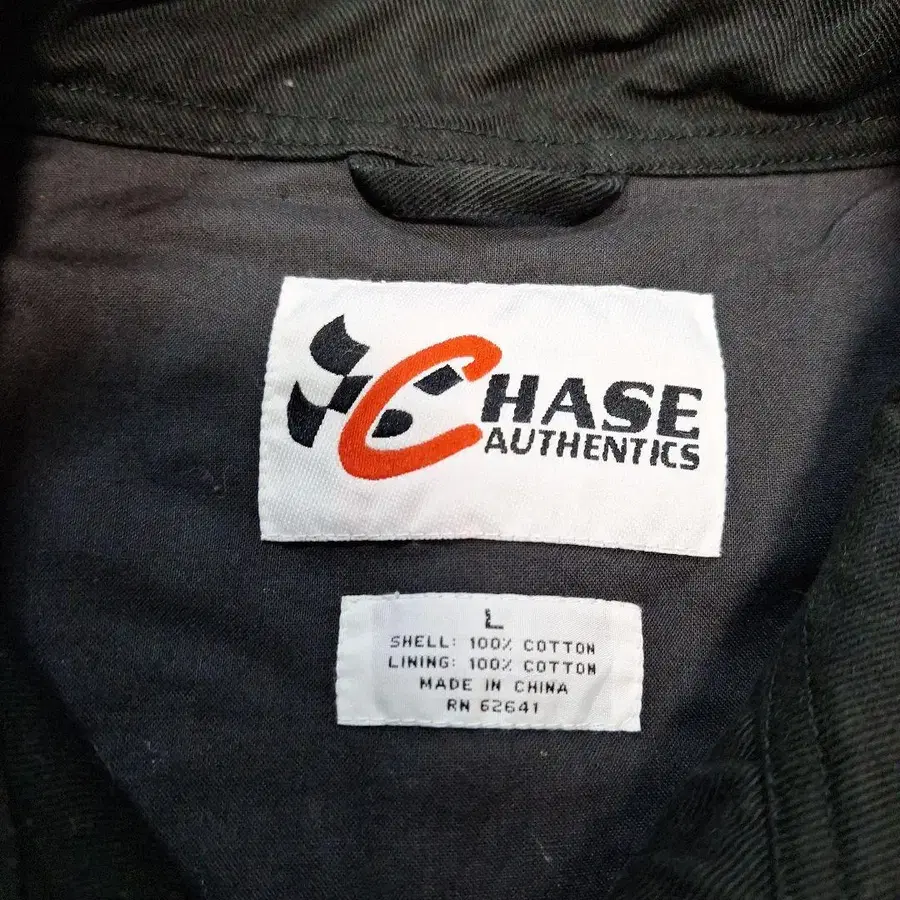 CHASE
AUTHENTICS
L
SHELL: 100% COTTON
LINING: 100% COTTON
MADE IN CHINA
RN 62641